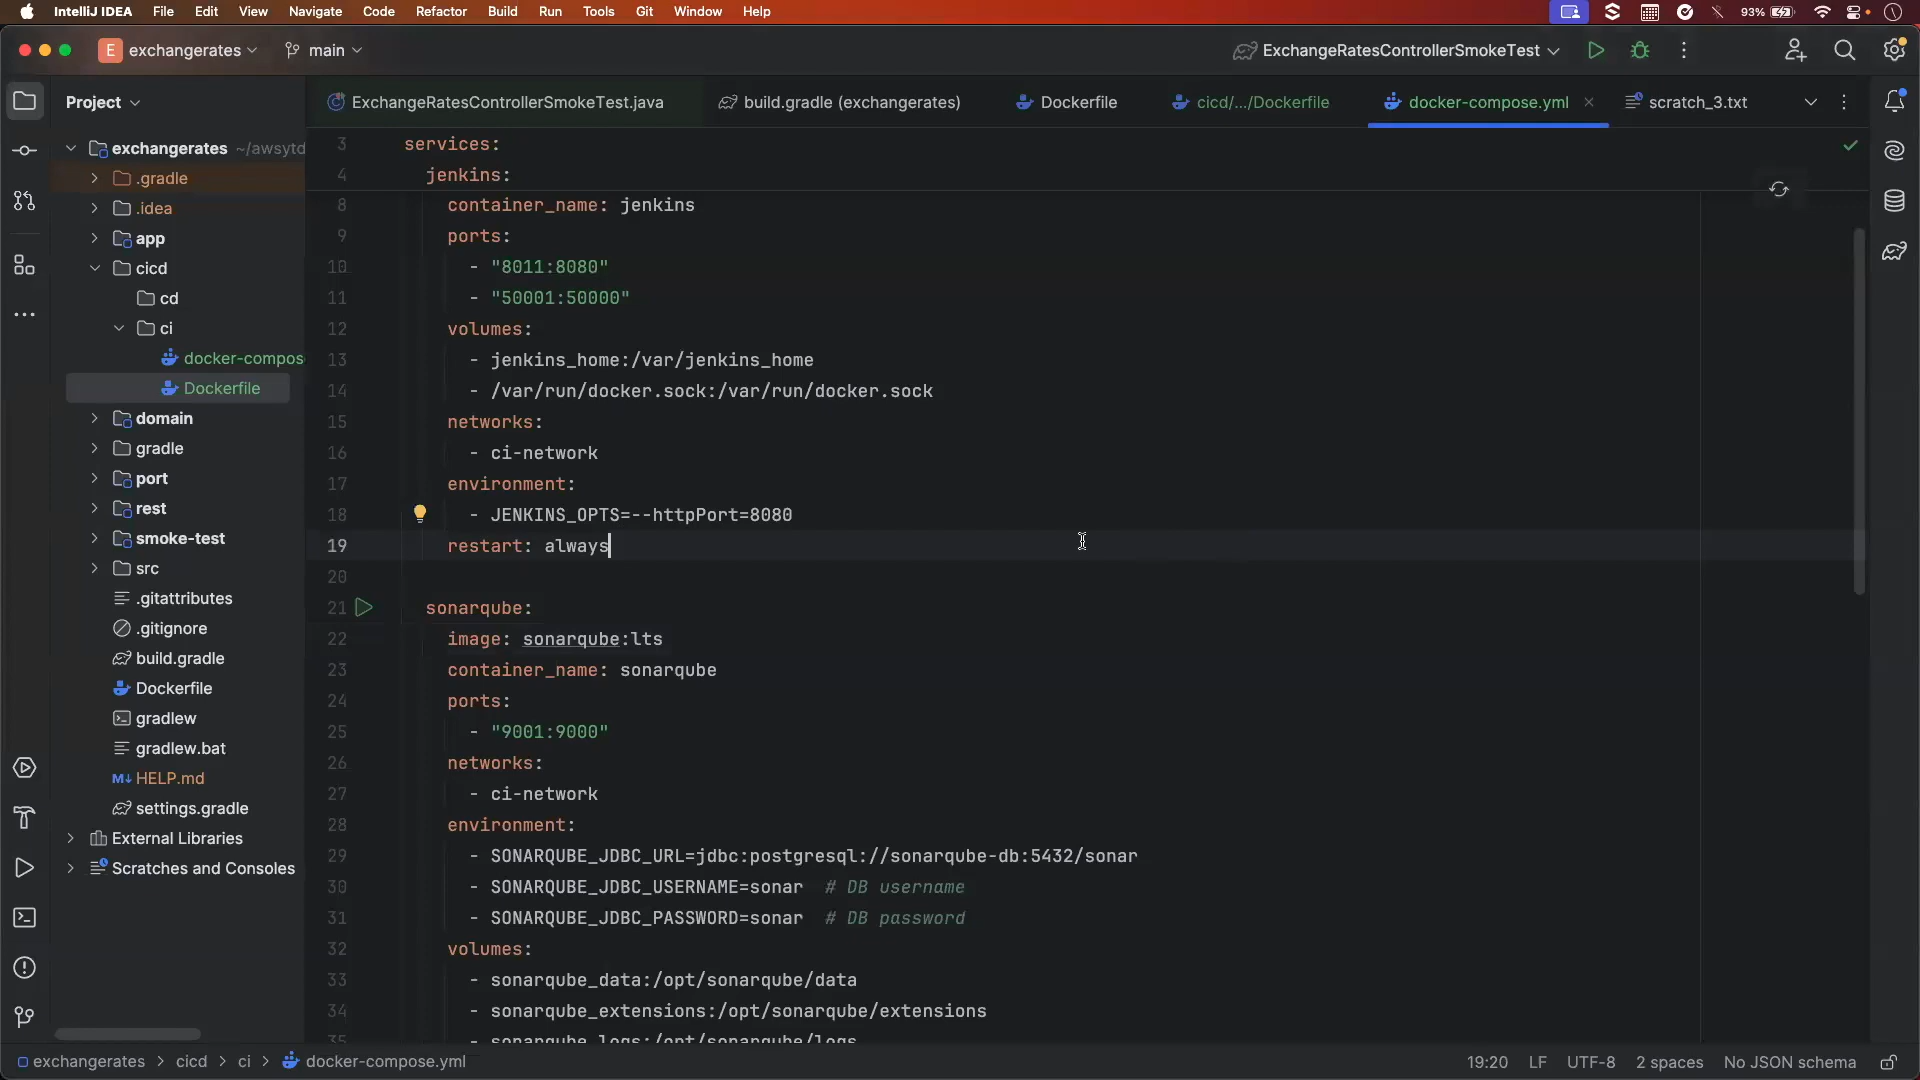 IntelliJ IDEA File Edit View Navigate Code Refactor Build Run Tools Git Window Help 93%
E exchangerates main ExchangeRatesControllerSmokeTest
Project
ExchangeRatesControllerSmokeTest.java build.gradle (exchangerates) Dockerfile cicd/.../Dockerfile docker-compose.yml scratch_3.txt
exchangerates ~/awsytd
.gradle
.idea
app
cicd
cd
ci
docker-compos
Dockerfile
domain
gradle
port
rest
smoke-test
src
.gitattributes
.gitignore
build.gradle
Dockerfile
gradlew
gradlew.bat
M↓ HELP.md
settings.gradle
External Libraries
Scratches and Consoles
3 services:
4 jenkins:
8 container_name: jenkins
9 ports:
10 - "8011:8080"
11 - "50001:50000"
12 volumes:
13 - jenkins_home:/var/jenkins_home
14 - /var/run/docker.sock:/var/run/docker.sock
15 networks:
16 - ci-network
17 environment:
18 - JENKINS_OPTS=--httpPort=8080
19 restart: always
20
21 sonarqube:
22 image: sonarqube:lts
23 container_name: sonarqube
24 ports:
25 - "9001:9000"
26 networks:
27 - ci-network
28 environment:
29 - SONARQUBE_JDBC_URL=jdbc:postgresql://sonarqube-db:5432/sonar
30 - SONARQUBE_JDBC_USERNAME=sonar # DB username
31 - SONARQUBE_JDBC_PASSWORD=sonar # DB password
32 volumes:
33 - sonarqube_data:/opt/sonarqube/data
34 - sonarqube_extensions:/opt/sonarqube/extensions
35 - sonarqube_logs:/opt/sonarqube/logs
exchangerates > cicd > ci > docker-compose.yml 19:20 LF UTF-8 2 spaces No JSON schema